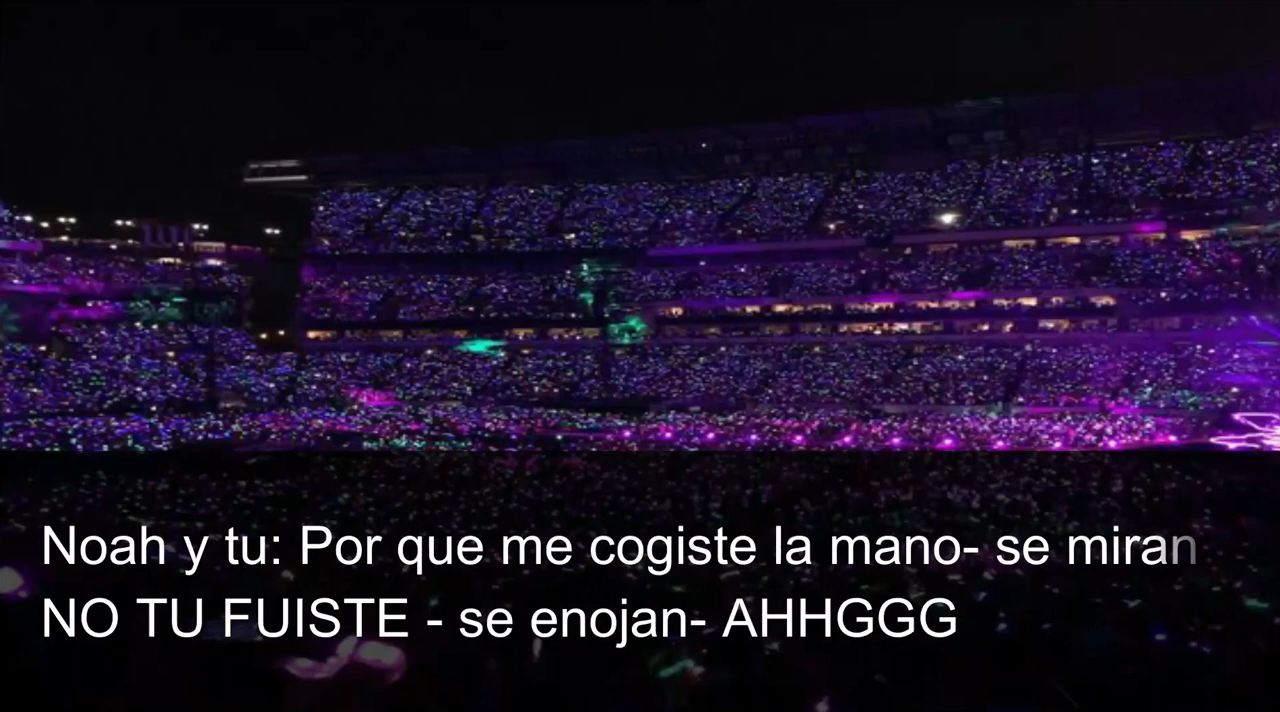 Noah y tu: Por que me cogiste la mano- se miran
NO TU FUISTE - se enojan- AHHGGG